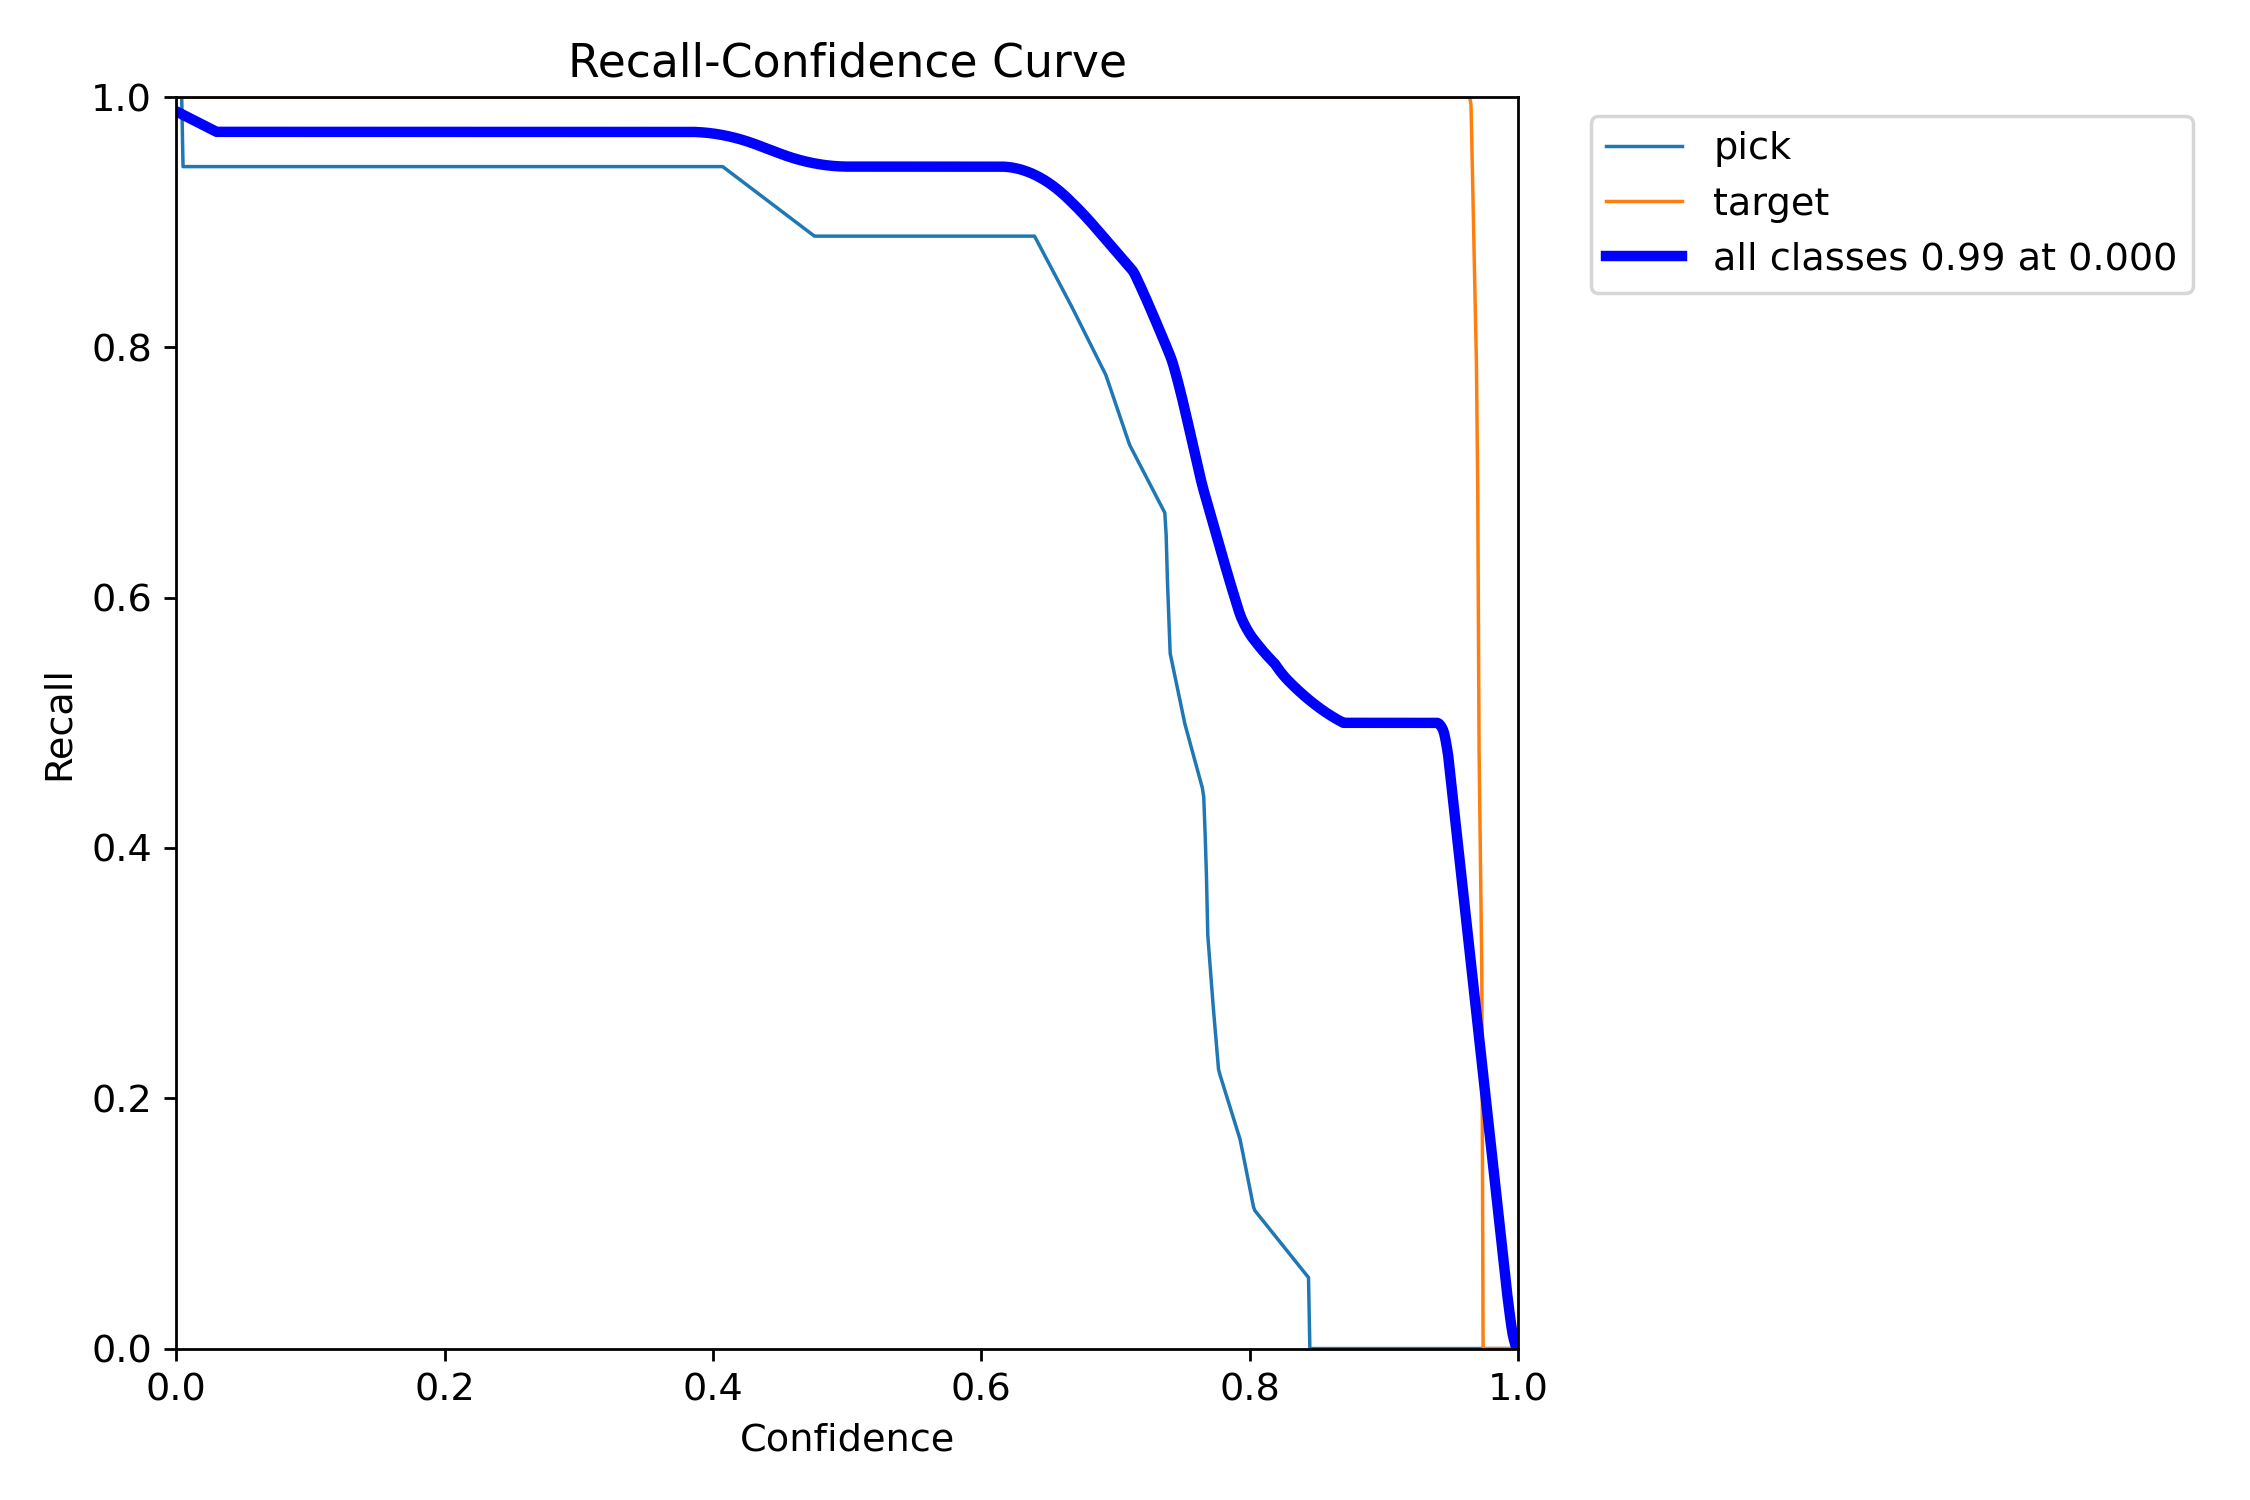 Recall-Confidence Curve
1.0
0.8
0.6
0.4
0.2
0.0
Recall
0.0 0.2 0.4 0.6 0.8 1.0
Confidence
pick
target
all classes 0.99 at 0.000